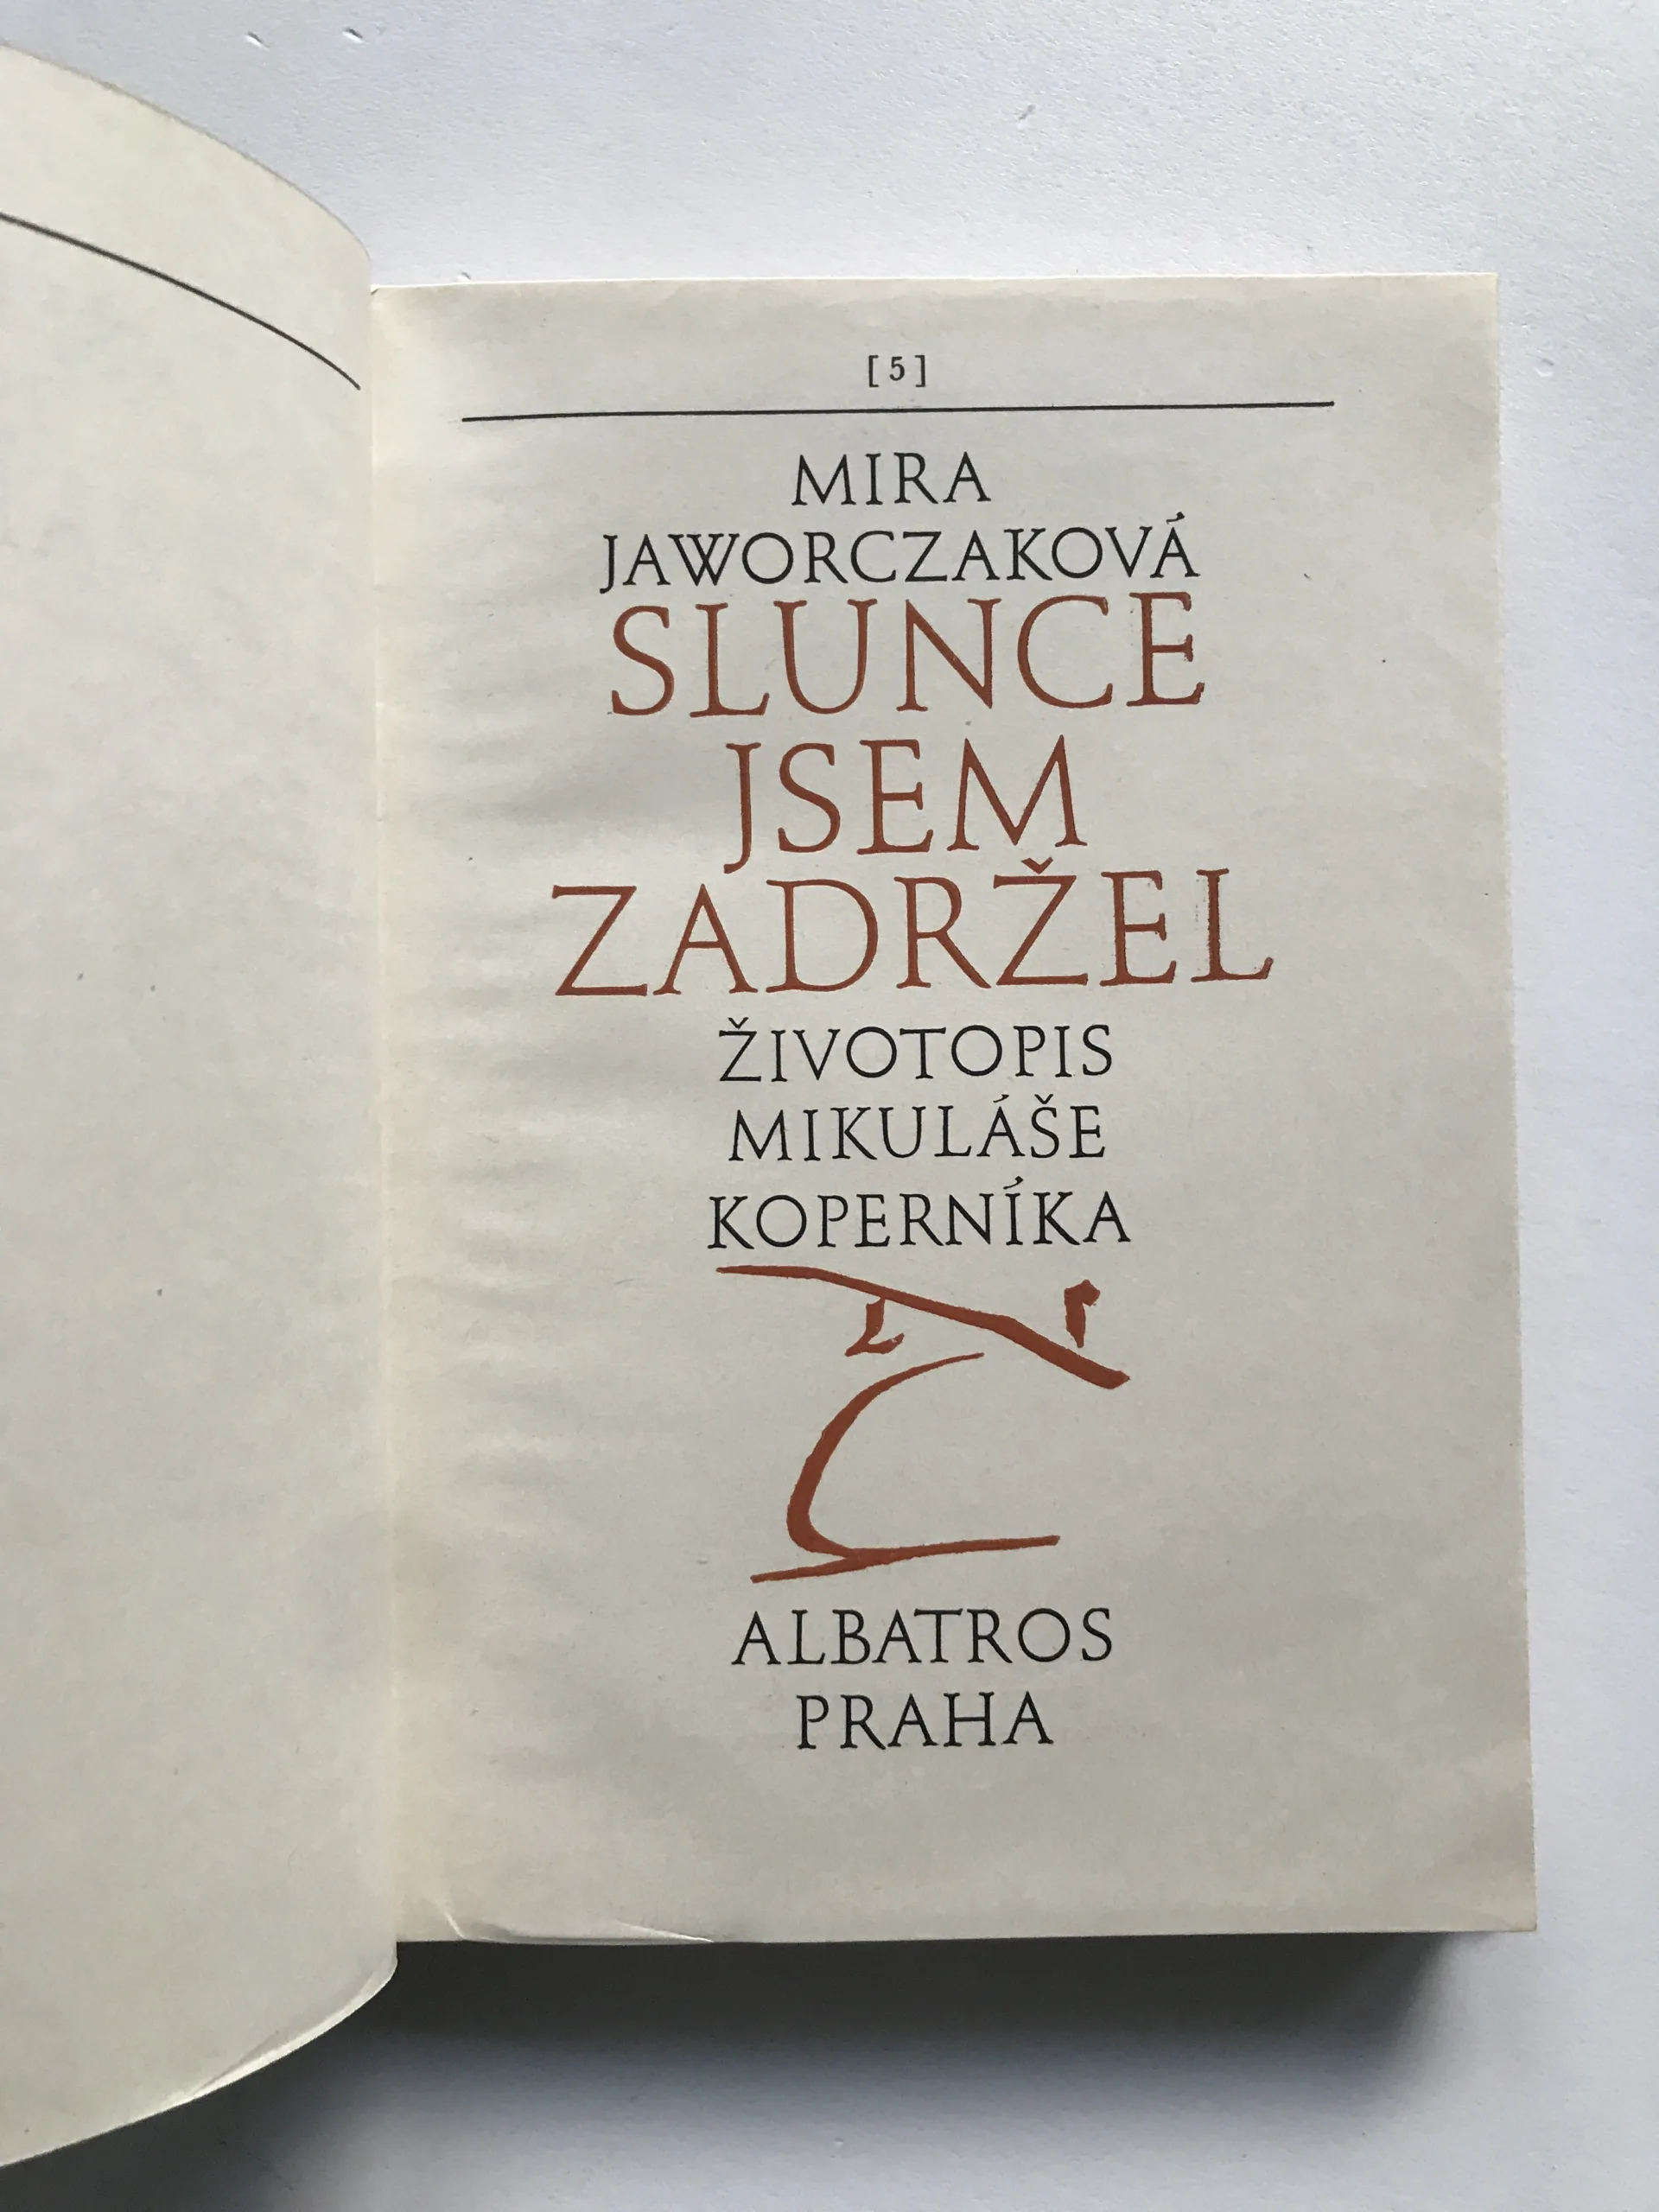 [5]
MIRA
JAWORCZAKOVÁ
SLUNCE
JSEM
ZADRŽEL
ŽIVOTOPIS
MIKULÁŠE
KOPERNÍKA
ALBATROS
PRAHA